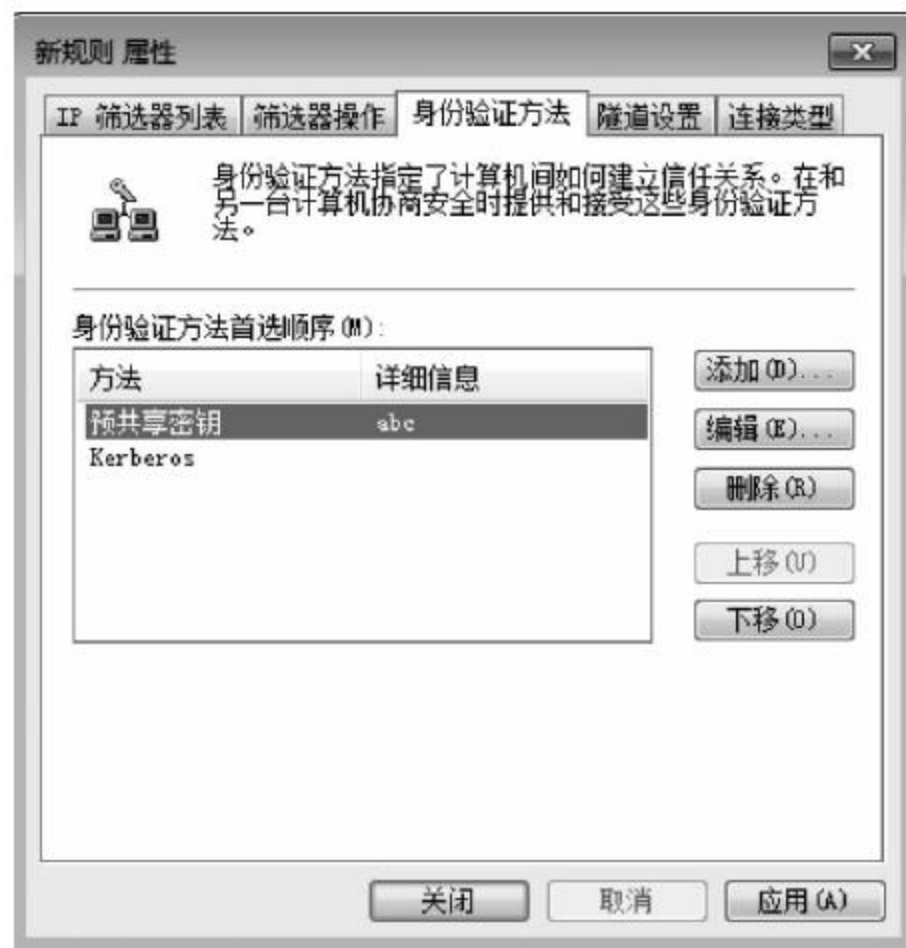 新规则 属性
IP 筛选器列表 筛选器操作 身份验证方法 隧道设置 连接类型
身份验证方法指定了计算机间如何建立信任关系。在和
另一台计算机协商安全时提供和接受这些身份验证方
法。
身份验证方法首选顺序(M):
方法 详细信息
预共享密钥 abc
Kerberos
添加(D)...
编辑(E)...
删除(R)
上移(U)
下移(O)
关闭 取消 应用(A)